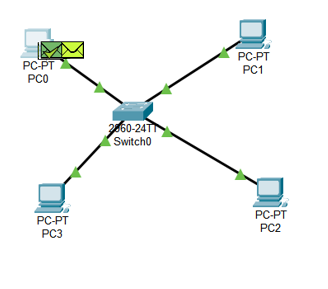 PC-PT
PC0
PC-PT
PC1
2960-24TT
Switch0
PC-PT
PC3
PC-PT
PC2